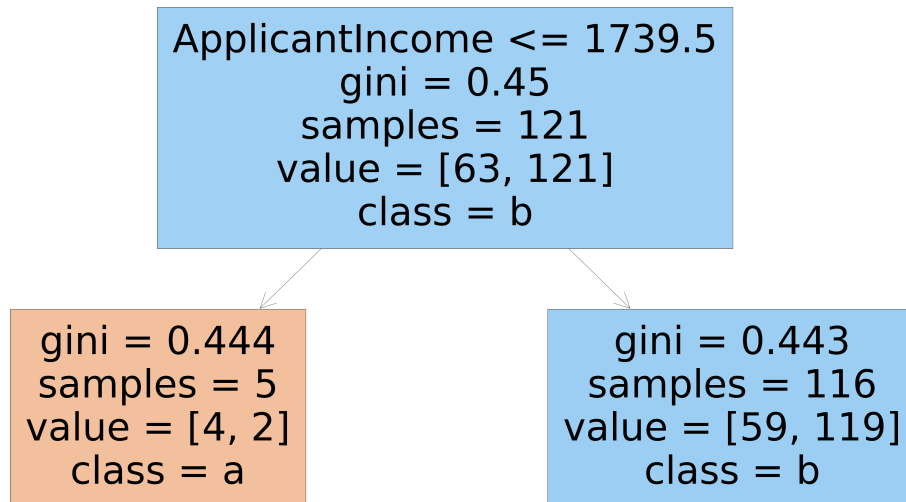 ApplicantIncome <= 1739.5
gini = 0.45
samples = 121
value = [63, 121]
class = b
gini = 0.444
samples = 5
value = [4, 2]
class = a
gini = 0.443
samples = 116
value = [59, 119]
class = b